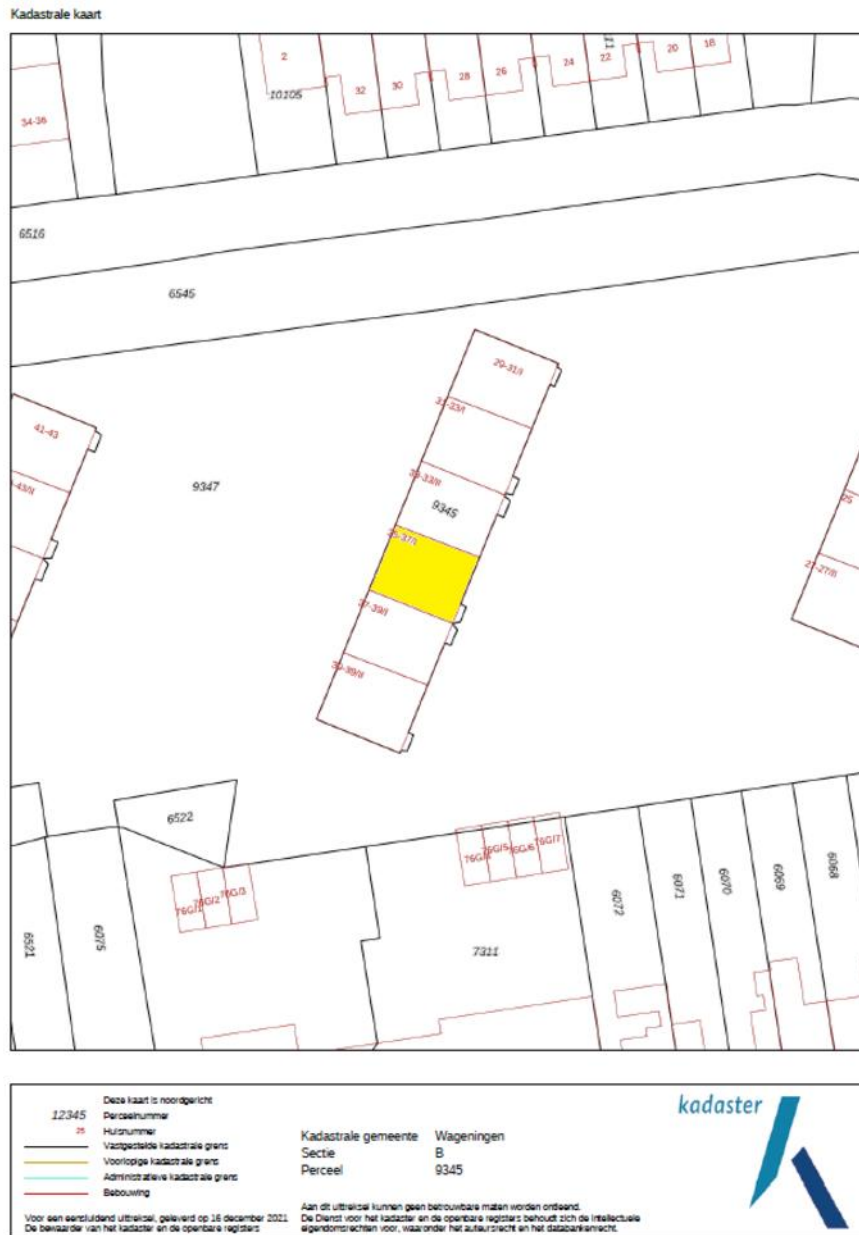 Kadastrale kaart
2
32
30
28
26
24
22
20
18
11
10105
34-36
6516
6545
29-31/I
31-33/I
33-33/II
9345
35-37/I
37-39/I
39-39/II
41-43
9347
25
6522
76G/2
76G/3
76G/5
76G/6
76G/7
6521
6075
7311
6072
6071
6070
6069
6068
Deze kaart is noordgericht
12345 Perceelnummer
25 Huisnummer
Vastgestelde kadastrale grens
Voorlopige kadastrale grens
Administratieve kadastrale grens
Bebouwing
Voor een eensluidend uittreksel, geleverd op 16 december 2021
De bewaarder van het kadaster en de openbare registers
Kadastrale gemeente Wageningen
Sectie B
Perceel 9345
Aan dit uittreksel kunnen geen betrouwbare maten worden ontleend.
De Dienst voor het kadaster en de openbare registers behoudt zich de intellectuele
eigendomsrechten voor, waaronder het auteursrecht en het databankenrecht.
kadaster